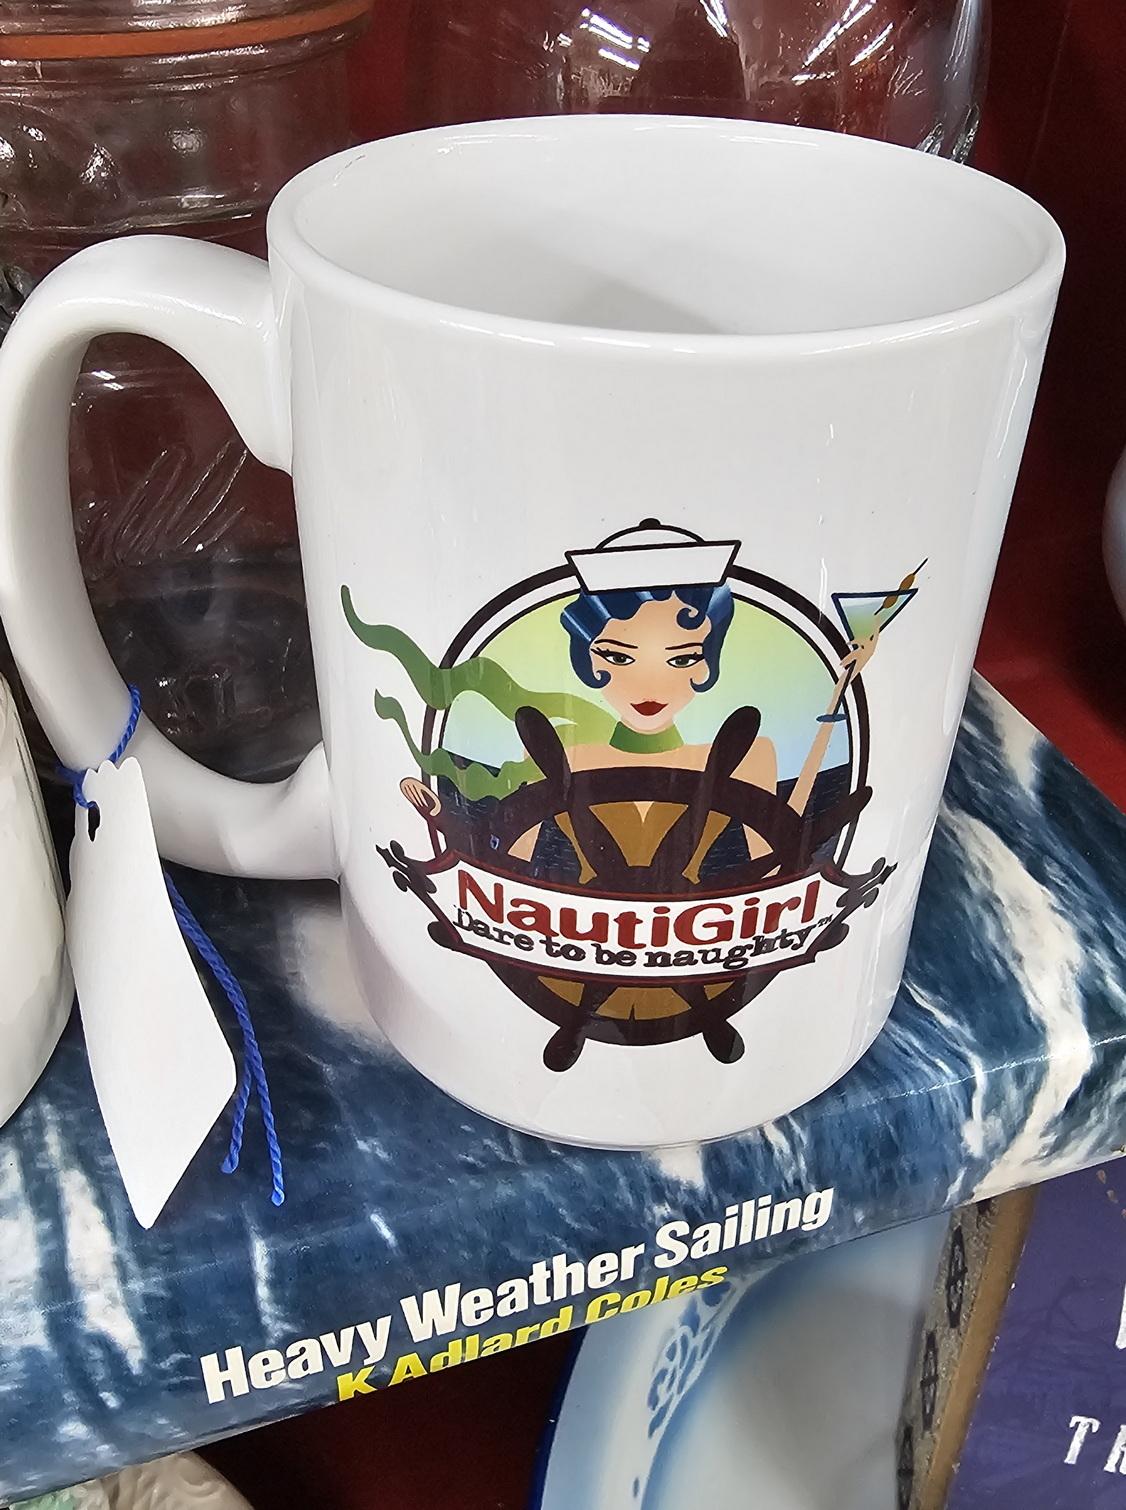 NautiGirl
Dare to be naughty™
Heavy Weather Sailing
K Adlard Coles